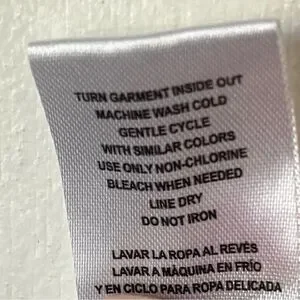 TURN GARMENT INSIDE OUT
MACHINE WASH COLD
GENTLE CYCLE
WITH SIMILAR COLORS
USE ONLY NON-CHLORINE
BLEACH WHEN NEEDED
LINE DRY
DO NOT IRON
LAVAR LA ROPA AL REVÉS
LAVAR A MÁQUINA EN FRÍO
Y EN CICLO PARA ROPA DELICADA